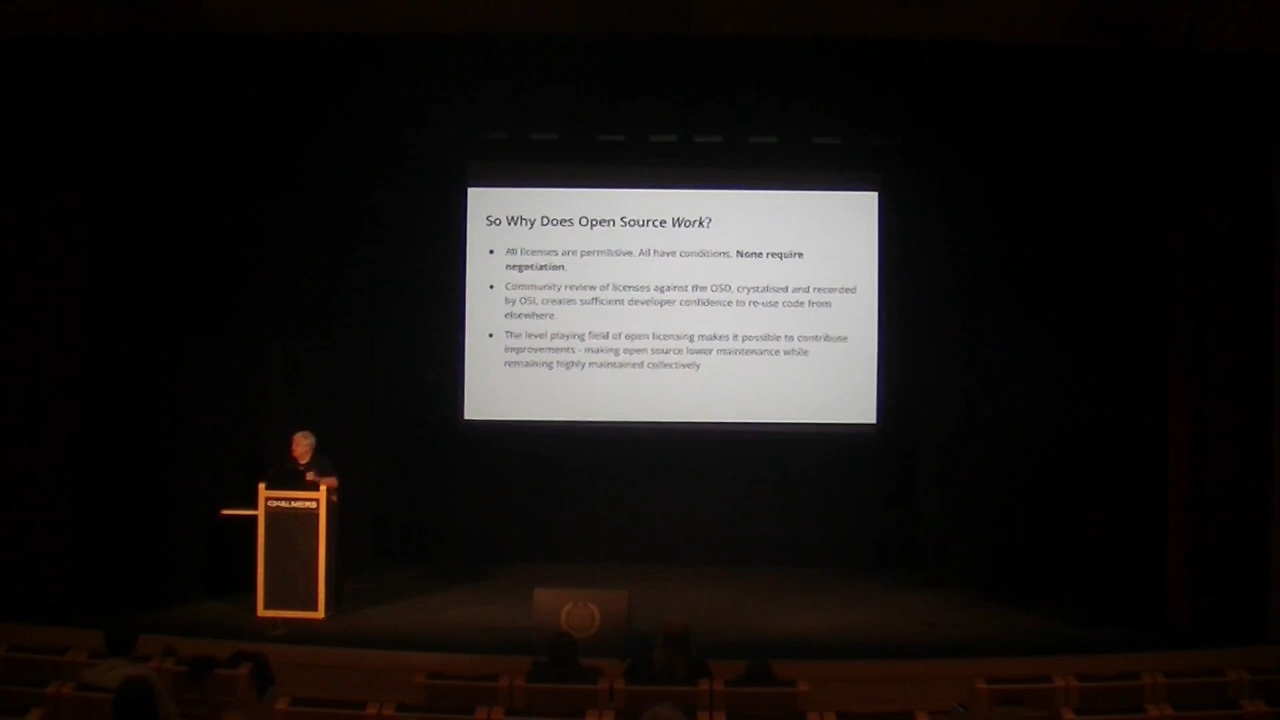 So Why Does Open Source Work?
All licenses are permissive. All have conditions. None require
negotiation.
Community review of licenses against the OSD, crystalised and recorded
by OSI, creates sufficient developer confidence to re-use code from
elsewhere.
The level playing field of open licensing makes it possible to contribute
improvements - making open source lower maintenance while
remaining highly maintained collectively
CHALMERS